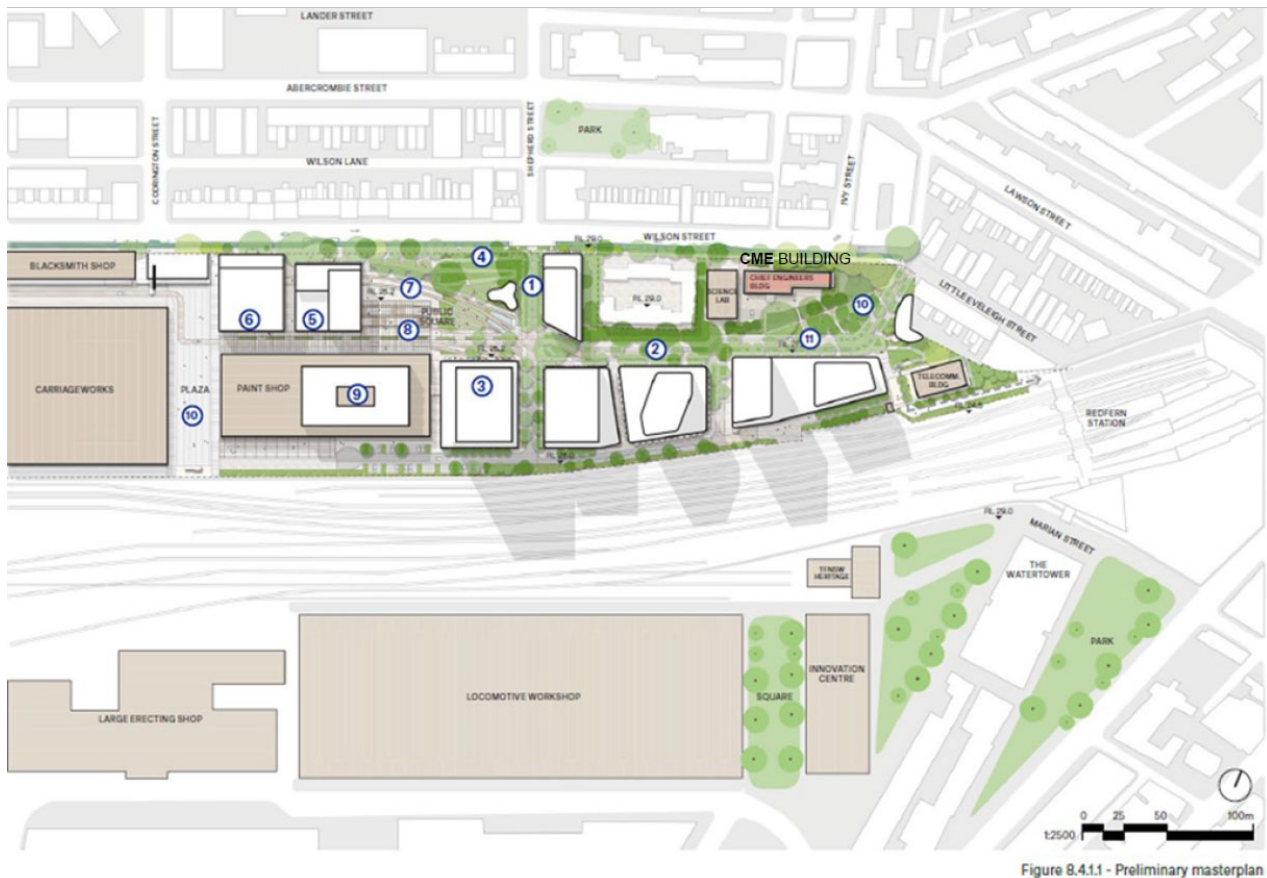 LANDER STREET
ABERCROMBIE STREET
CODRINGTON STREET
SHEPHERD STREET
PARK
WILSON LANE
IVY STREET
LAWSON STREET
RL 29.0
WILSON STREET
BLACKSMITH SHOP
4
CME BUILDING
CHIEF ENGINEERS
BLDG
SCIENCE
LAB
LITTLE EVELEIGH STREET
1
7
RL 25.2
RL 29.0
10
PUBLIC
SQUARE
6
5
8
11
2
CARRIAGEWORKS
PLAZA
10
PAINT SHOP
9
3
TELECOMM.
BLDG
REDFERN
STATION
RL 29.0
MARIAN STREET
THE
WATERTOWER
TFNSW
HERITAGE
PARK
LARGE ERECTING SHOP
LOCOMOTIVE WORKSHOP
SQUARE
INNOVATION
CENTRE
0 25 50 100m
1:2500
Figure 8.4.1.1 - Preliminary masterplan